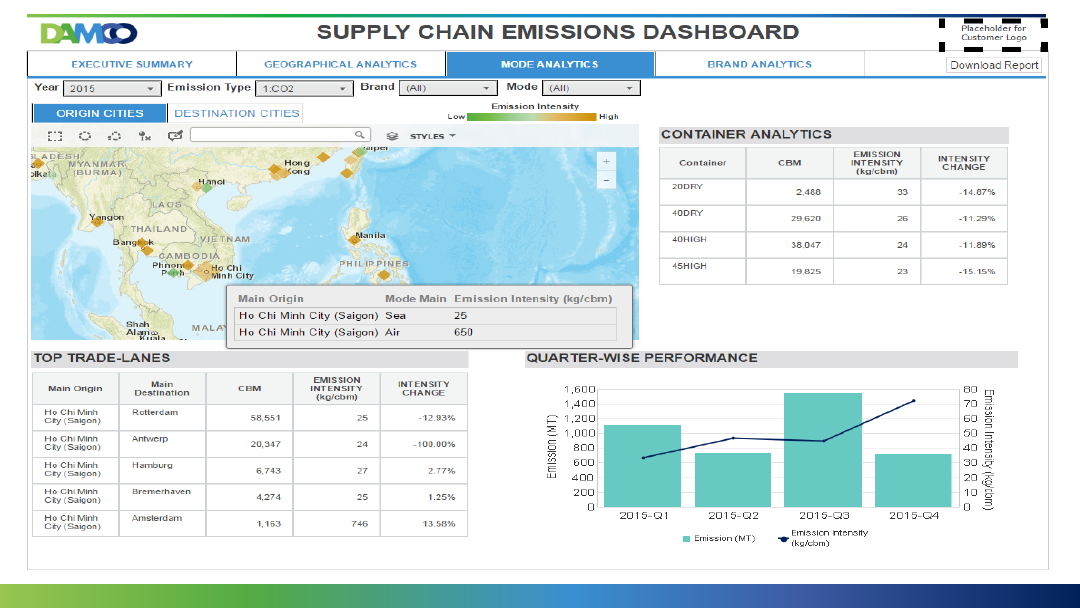 DAMCO
SUPPLY CHAIN EMISSIONS DASHBOARD
Placeholder for
Customer Logo
EXECUTIVE SUMMARY
GEOGRAPHICAL ANALYTICS
MODE ANALYTICS
BRAND ANALYTICS
Download Report
Year 2015 Emission Type 1:CO2 Brand (All) Mode (All)
ORIGIN CITIES
DESTINATION CITIES
Emission Intensity
Low High
STYLES
MYANMAR
(BURMA)
Hanoi
Hong
Kong
Taipei
LAOS
Yangon
THAILAND
Bangkok
VIETNAM
CAMBODIA
Phnom
Penh
Ho Chi
Minh City
Manila
PHILIPPINES
Shah
Alam
Kuala
MALA
+
-
Main Origin Mode Main Emission Intensity (kg/cbm)
Ho Chi Minh City (Saigon) Sea 25
Ho Chi Minh City (Saigon) Air 650
CONTAINER ANALYTICS
Container CBM EMISSION INTENSITY (kg/cbm) INTENSITY CHANGE
20DRY 2,488 33 -14.87%
40DRY 29,620 26 -11.29%
40HIGH 38,047 24 -11.89%
45HIGH 19,825 23 -15.15%
TOP TRADE-LANES
Main Origin Main Destination CBM EMISSION INTENSITY (kg/cbm) INTENSITY CHANGE
Ho Chi Minh City (Saigon) Rotterdam 58,551 25 -12.93%
Ho Chi Minh City (Saigon) Antwerp 20,347 24 -100.00%
Ho Chi Minh City (Saigon) Hamburg 6,743 27 2.77%
Ho Chi Minh City (Saigon) Bremerhaven 4,274 25 1.25%
Ho Chi Minh City (Saigon) Amsterdam 1,163 746 13.58%
QUARTER-WISE PERFORMANCE
Emission (MT)
1,600
1,400
1,200
1,000
800
600
400
200
0
80
70
60
50
40
30
20
10
0
Emission Intensity (kg/cbm)
2015-Q1 2015-Q2 2015-Q3 2015-Q4
Emission (MT)
Emission Intensity
(kg/cbm)